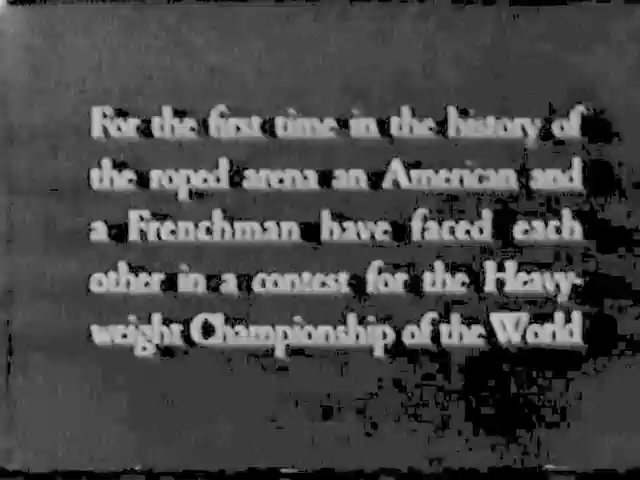 For the first time in the history of
the roped arena an American and
a Frenchman have faced each
other in a contest for the Heavy-
weight Championship of the World